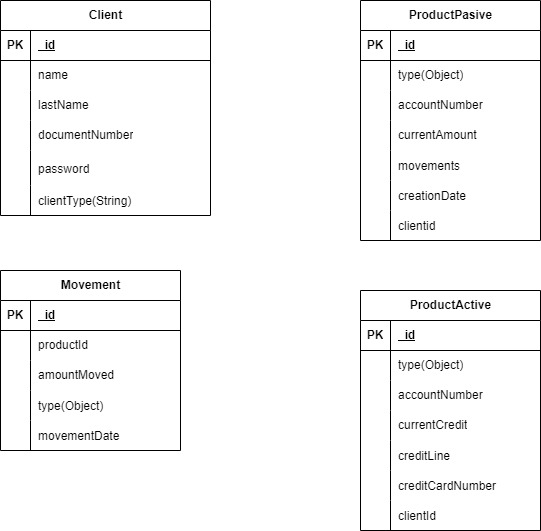 Client
PK _id
name
lastName
documentNumber
password
clientType(String)
ProductPasive
PK _id
type(Object)
accountNumber
currentAmount
movements
creationDate
clientid
Movement
PK _id
productId
amountMoved
type(Object)
movementDate
ProductActive
PK _id
type(Object)
accountNumber
currentCredit
creditLine
creditCardNumber
clientId